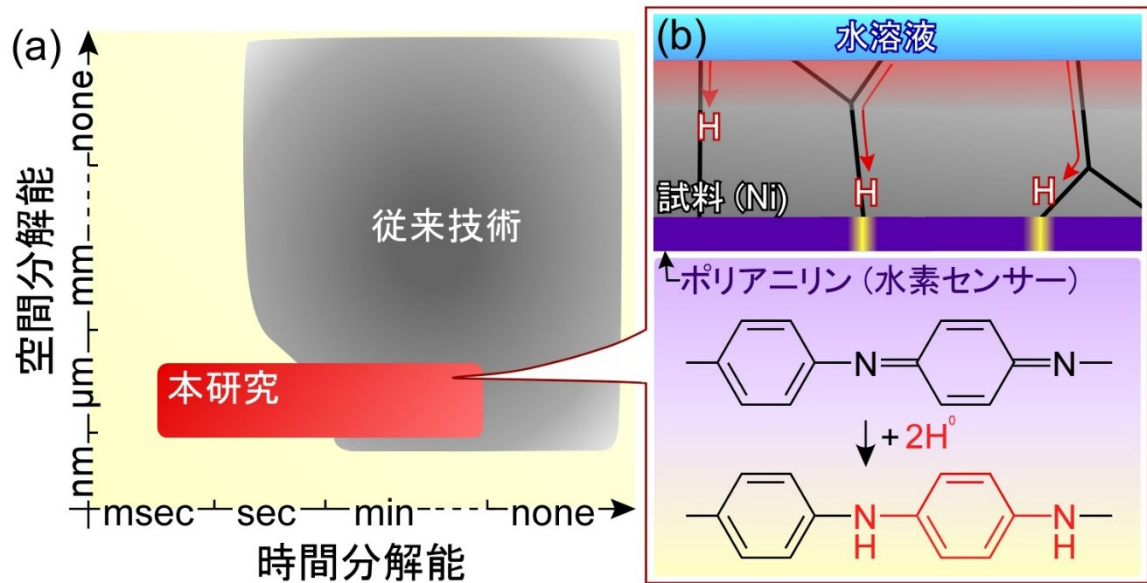 (a)
none
mm
μm
nm
空間分解能
従来技術
本研究
msec
sec
min
none
時間分解能
(b)
水溶液
H
H
H
試料 (Ni)
ポリアニリン (水素センサー)
N
N
+ 2H⁰
N
H
N
H